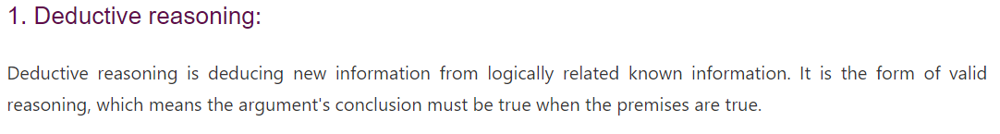 1. Deductive reasoning:
Deductive reasoning is deducing new information from logically related known information. It is the form of valid
reasoning, which means the argument's conclusion must be true when the premises are true.